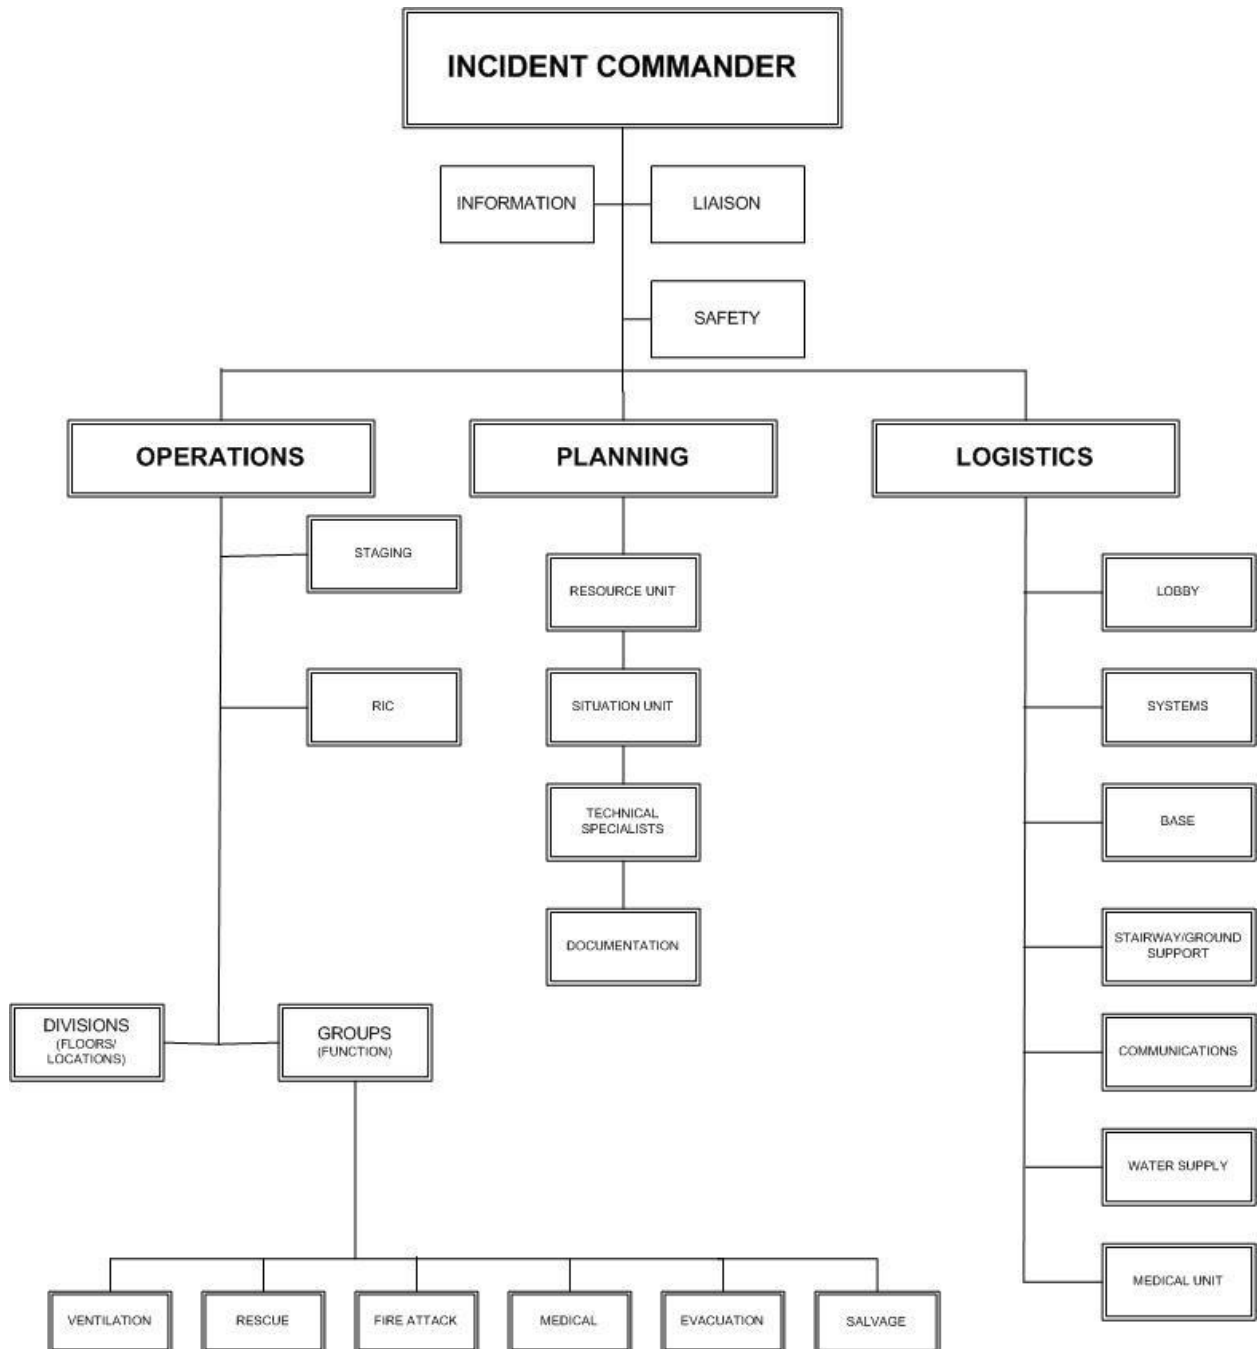 INCIDENT COMMANDER
INFORMATION
LIAISON
SAFETY
OPERATIONS
PLANNING
LOGISTICS
STAGING
RIC
RESOURCE UNIT
SITUATION UNIT
TECHNICAL
SPECIALISTS
DOCUMENTATION
LOBBY
SYSTEMS
BASE
STAIRWAY/GROUND
SUPPORT
COMMUNICATIONS
WATER SUPPLY
MEDICAL UNIT
DIVISIONS
(FLOORS/
LOCATIONS)
GROUPS
(FUNCTION)
VENTILATION
RESCUE
FIRE ATTACK
MEDICAL
EVACUATION
SALVAGE